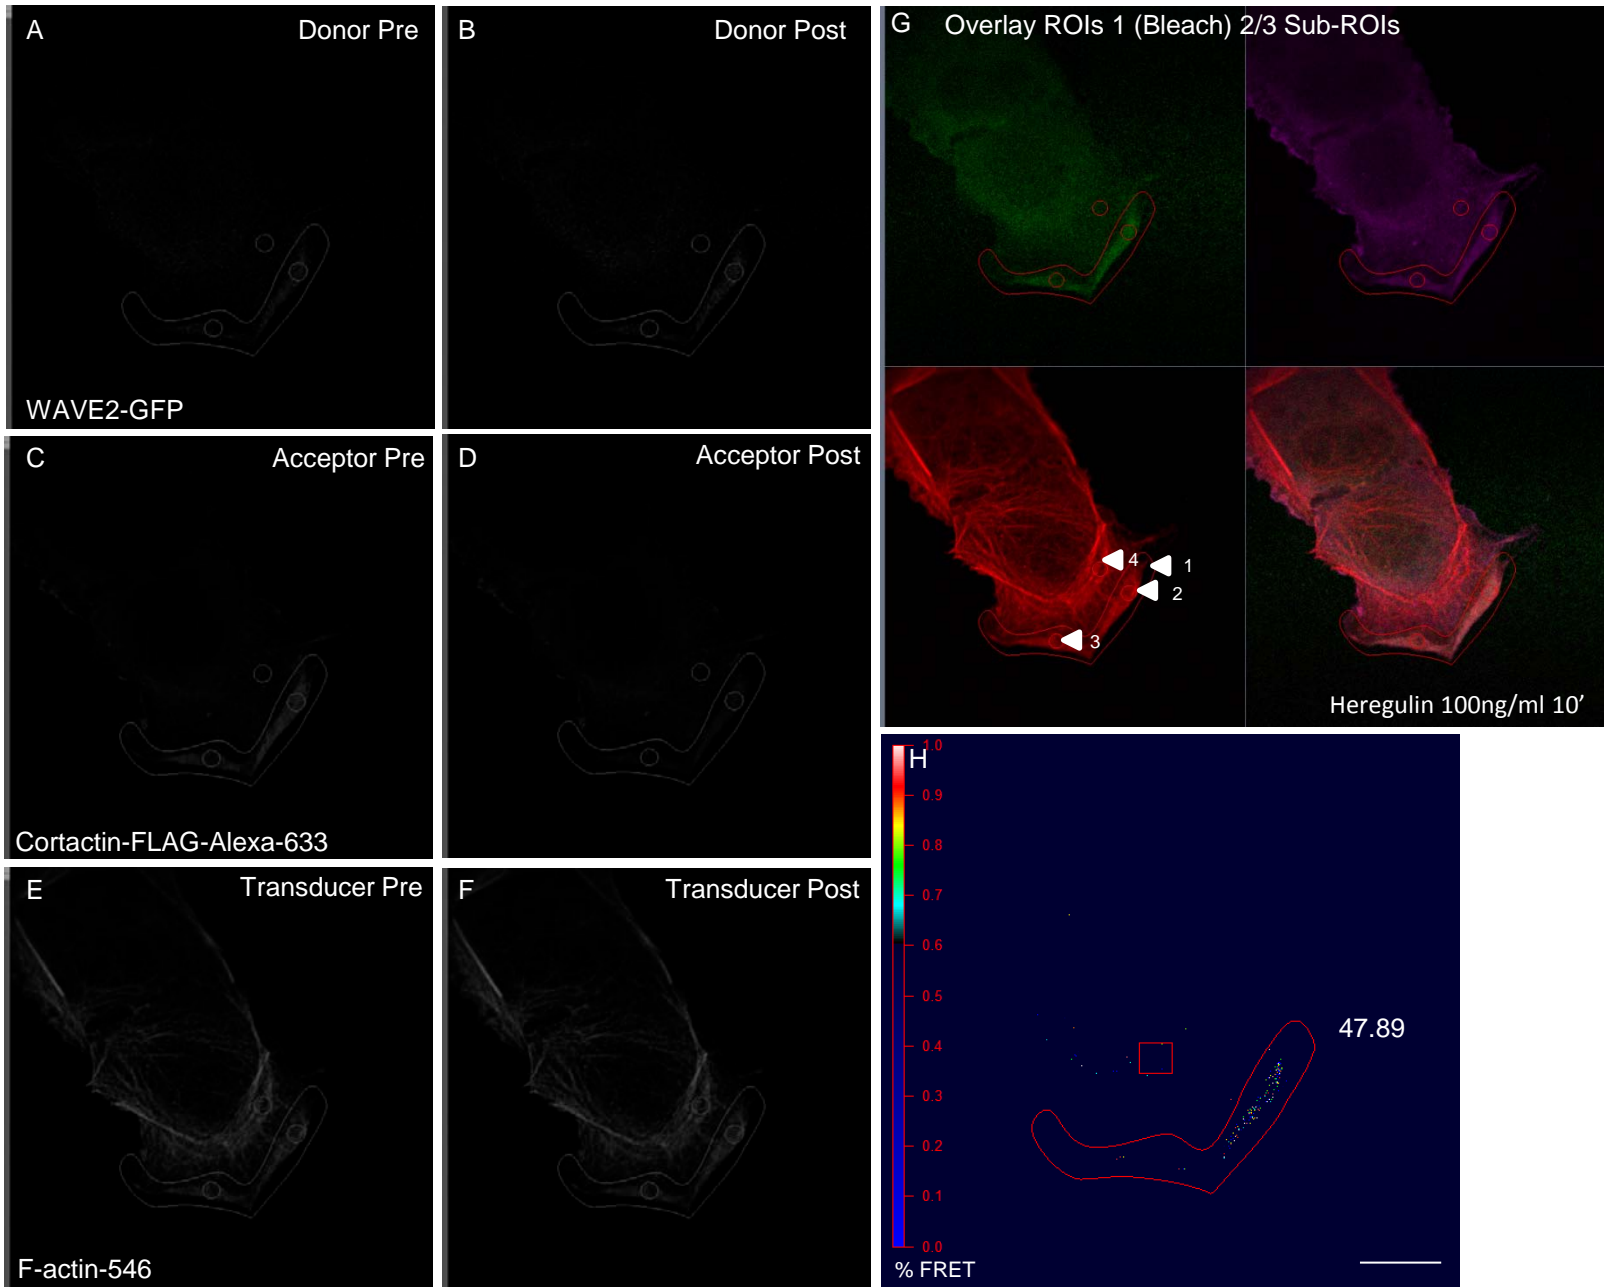 A Donor Pre
B Donor Post
WAVE2-GFP
C Acceptor Pre
D Acceptor Post
Cortactin-FLAG-Alexa-633
E Transducer Pre
F Transducer Post
F-actin-546
G Overlay ROIs 1 (Bleach) 2/3 Sub-ROIs
4
1
2
3
Heregulin 100ng/ml 10’
H
1.0
0.9
0.8
0.7
0.6
0.5
0.4
0.3
0.2
0.1
0.0
47.89
% FRET